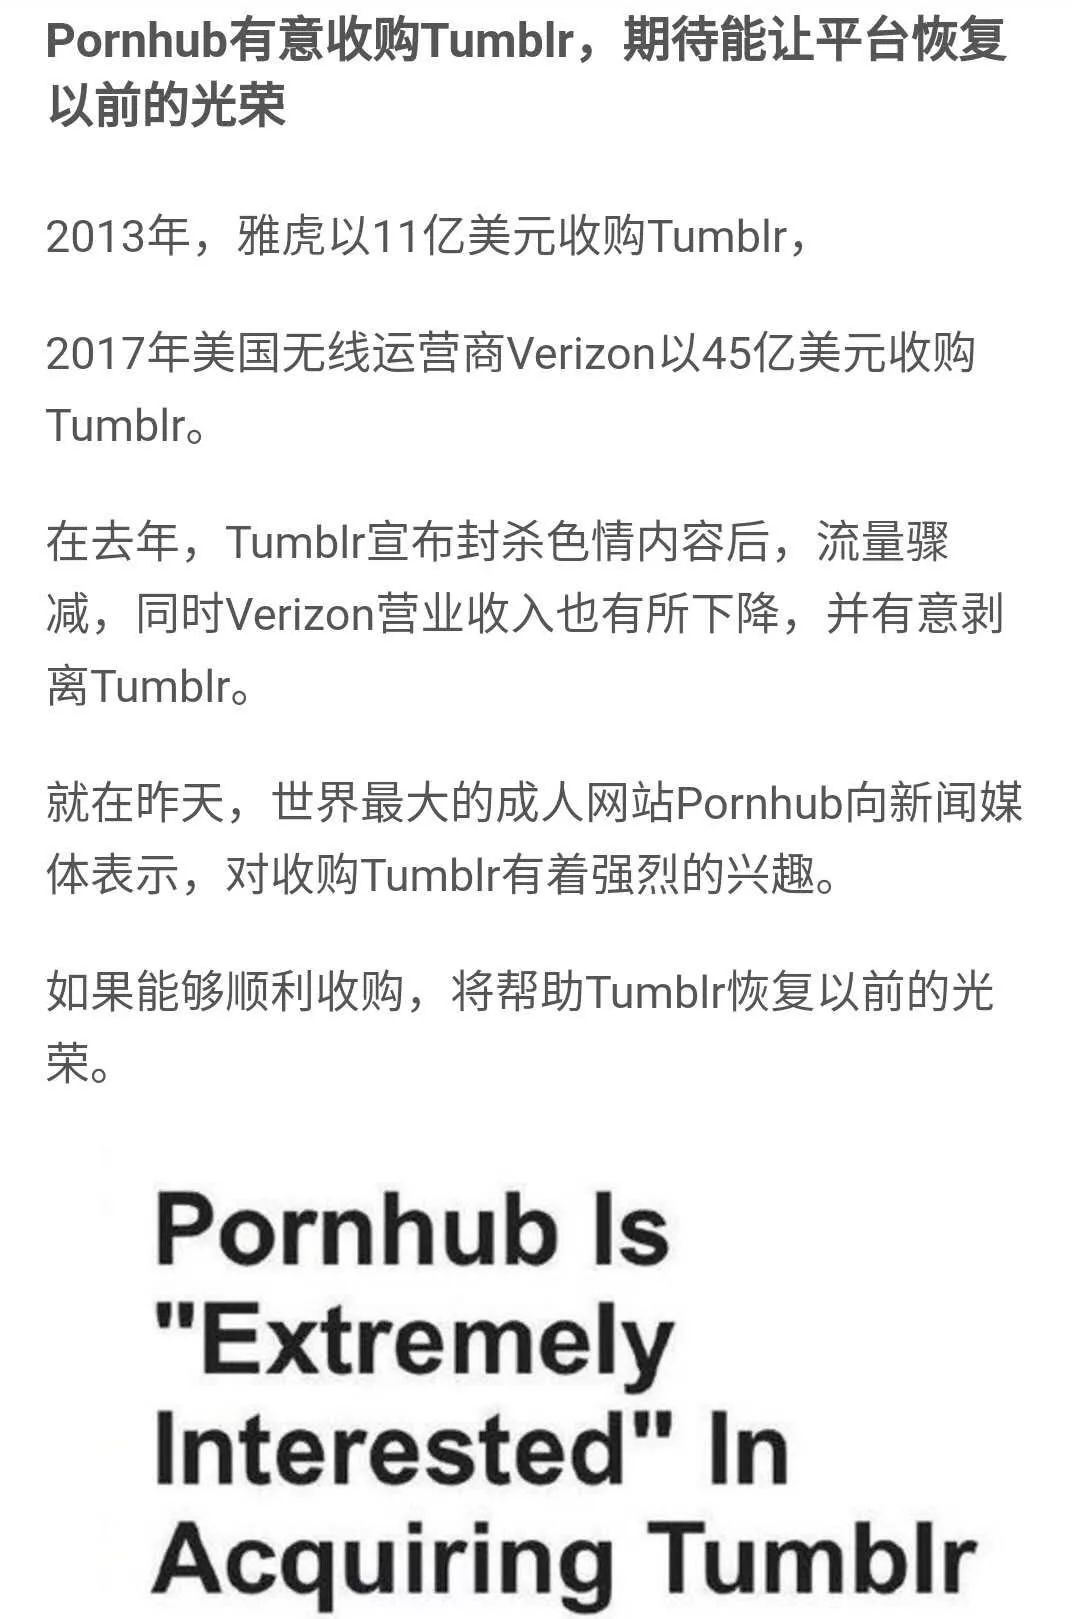 Pornhub有意收购Tumblr，期待能让平台恢复
以前的光荣
2013年，雅虎以11亿美元收购Tumblr，
2017年美国无线运营商Verizon以45亿美元收购
Tumblr。
在去年，Tumblr宣布封杀色情内容后，流量骤
减，同时Verizon营业收入也有所下降，并有意剥
离Tumblr。
就在昨天，世界最大的成人网站Pornhub向新闻媒
体表示，对收购Tumblr有着强烈的兴趣。
如果能够顺利收购，将帮助Tumblr恢复以前的光
荣。
Pornhub Is
"Extremely
Interested" In
Acquiring Tumblr